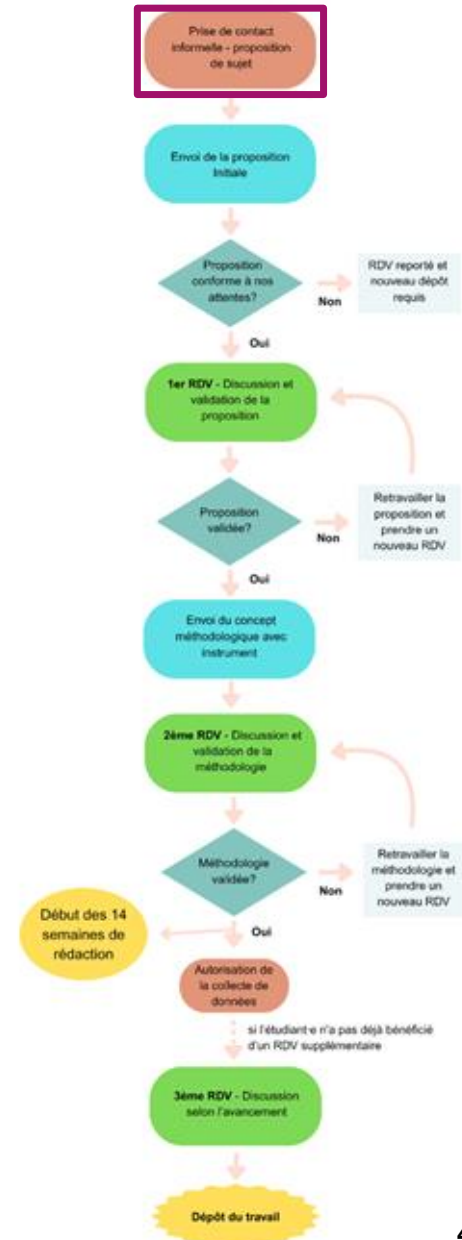 Prise de contact
informelle - proposition
de sujet
Envoi de la proposition
Initiale
Proposition
conforme à nos
attentes?
Non
RDV reporté et
nouveau dépôt
requis
Oui
1er RDV - Discussion et
validation de la
proposition
Proposition
validée?
Non
Retravailler la
proposition et
prendre un
nouveau RDV
Oui
Envoi du concept
méthodologique avec
instrument
2ème RDV - Discussion et
validation de la
méthodologie
Méthodologie
validée?
Non
Retravailler la
méthodologie et
prendre un
nouveau RDV
Début des 14
semaines de
rédaction
Oui
Autorisation de
la collecte de
données
si l'étudiant·e n'a pas déjà bénéficié
d'un RDV supplémentaire
3ème RDV - Discussion
selon l'avancement
Dépôt du travail